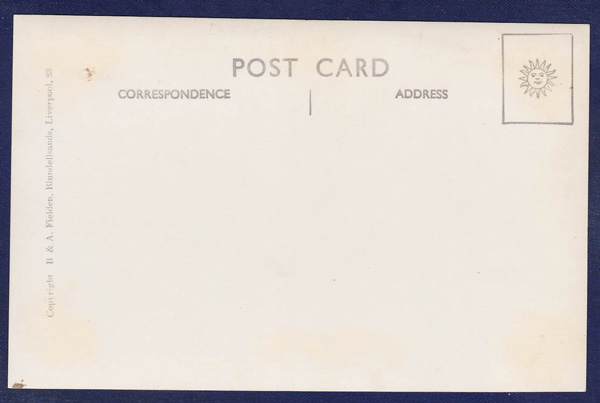 POST CARD
CORRESPONDENCE
ADDRESS
Copyright B & A. Fielden, Blundellsands, Liverpool, 23